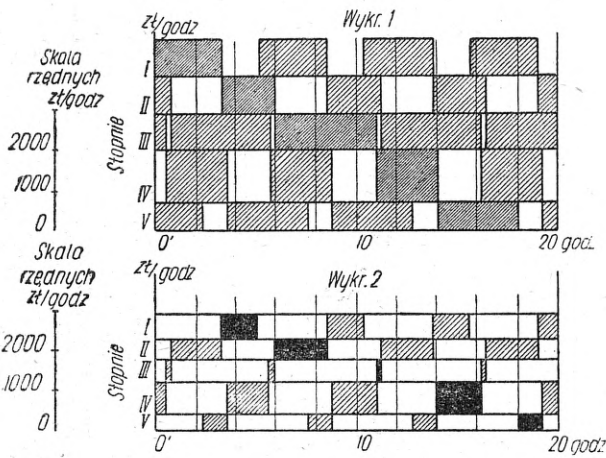 zł/godz
Wykr. 1
Skala
rzędnych
zł/godz
2000
1000
0
Stopnie
I
II
III
IV
V
0'
10
20 godz.
Skala
rzędnych
zł/godz
2000
1000
0
zł/godz
Wykr. 2
Stopnie
I
II
III
IV
V
0'
10
20 godz